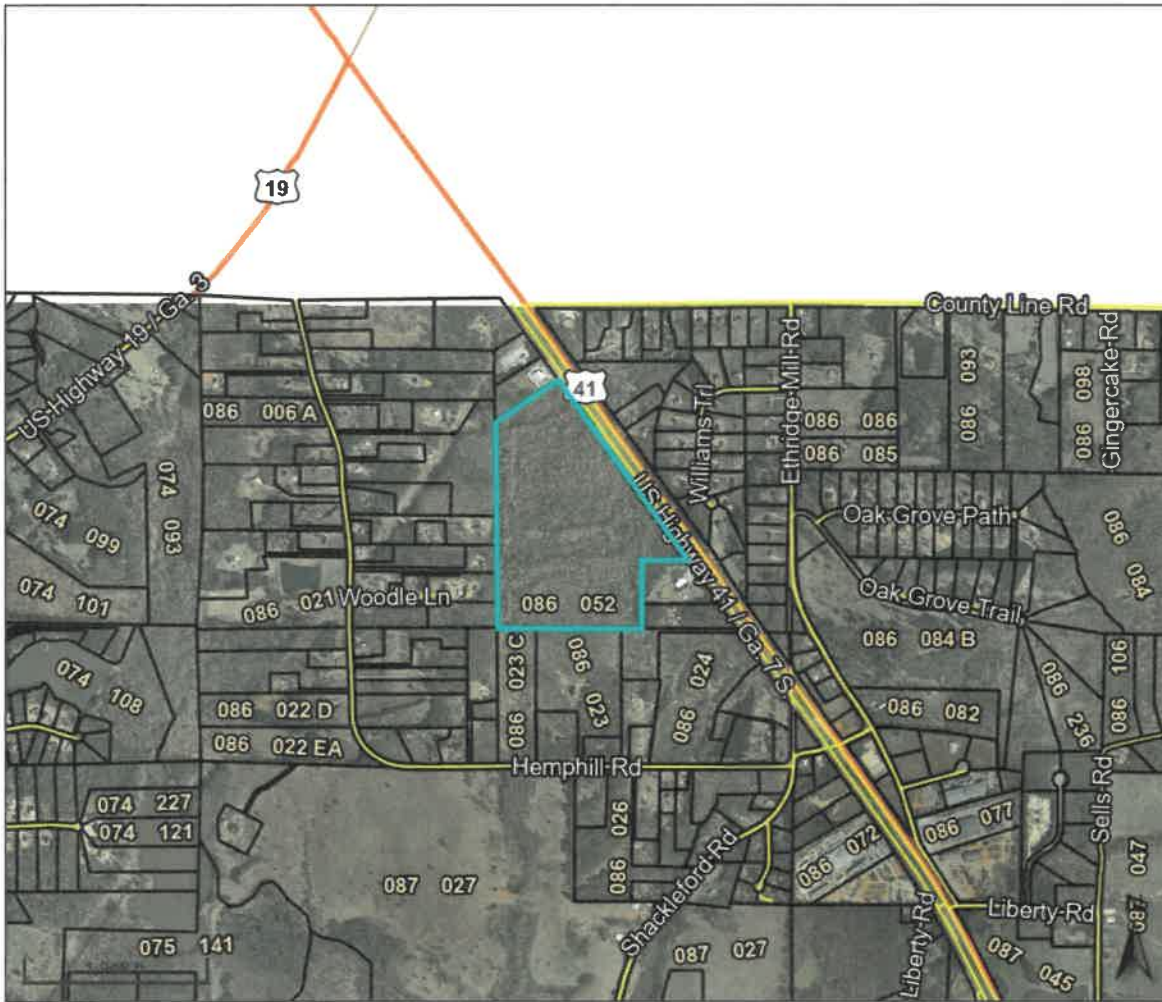 19
US Highway 19 / Ga. 3
County Line Rd
41
Williams Trl
Ethridge Mill Rd
086 093
086 098
Gingercake Rd
086 006 A
086 086
086 085
074 093
074 099
US Highway 41 / Ga. 7 S
Oak Grove Path
086 084
074 101
086 021
Woodle Ln
086 052
Oak Grove Trail
086 084 B
074 108
086 023 C
086 023
086 024
086 106
086 236
086 022 D
086 082
086 022 EA
Hemphill Rd
Sells Rd
074 227
074 121
086 026
086 072
086 077
087 047
087 027
Shackleford Rd
Liberty Rd
Liberty Rd
075 141
087 027
087 045